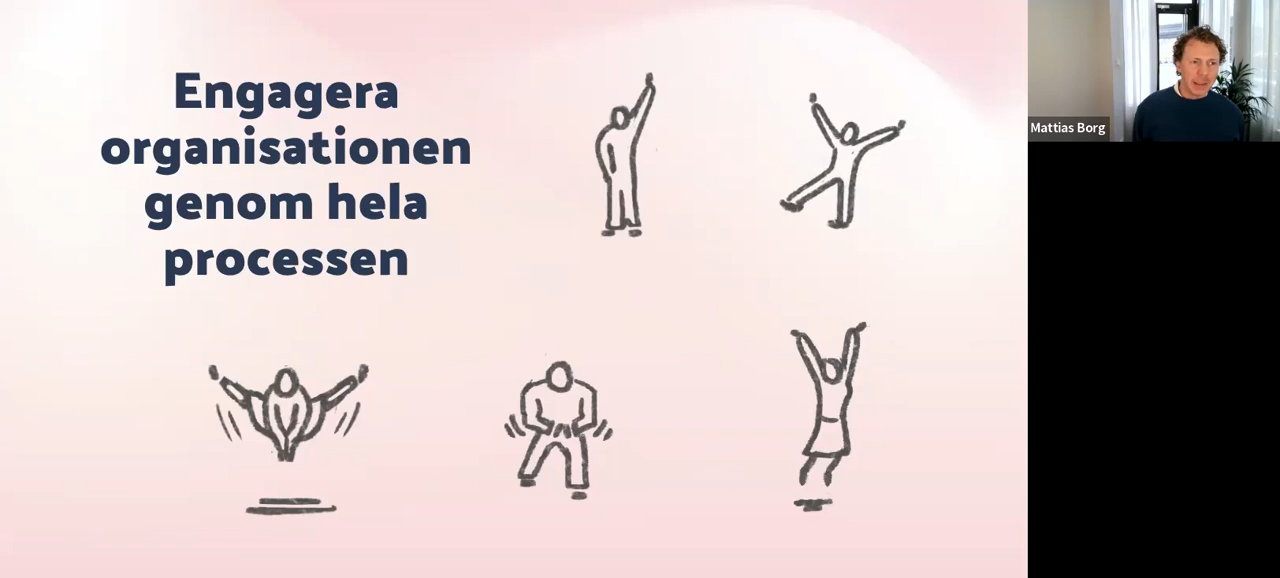 Engagera
organisationen
genom hela
processen
Mattias Borg